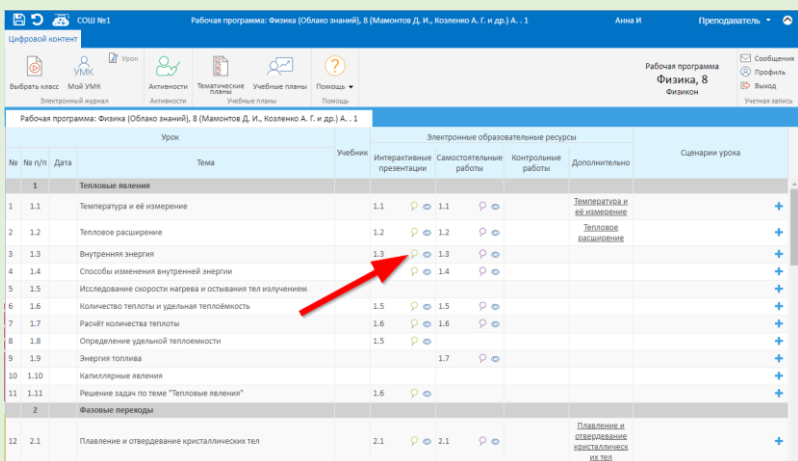 СОШ №1 Рабочая программа: Физика (Облако знаний), 8 (Мамонтов Д. И., Козленко А. Г. и др.) А. . 1 Анна И Преподаватель
Цифровой контент
Выбрать класс Мой УМК Урок Активности Тематические планы Учебные планы Помощь
УМК
Рабочая программа
Физика, 8
Физикон
Сообщения
Профиль
Выход
Электронный журнал Активности Учебные планы Помощь Учетная запись
Рабочая программа: Физика (Облако знаний), 8 (Мамонтов Д. И., Козленко А. Г. и др.) А. . 1
Урок Учебник Электронные образовательные ресурсы Сценарии урока
№ № п/п Дата Тема Интерактивные презентации Самостоятельные работы Контрольные работы Дополнительно
1 Тепловые явления
1 1.1 Температура и её измерение 1.1 1.1 Температура и её измерение
2 1.2 Тепловое расширение 1.2 1.2 Тепловое расширение
3 1.3 Внутренняя энергия 1.3 1.3
4 1.4 Способы изменения внутренней энергии 1.4
5 1.5 Исследование скорости нагрева и остывания тел излучением
6 1.6 Количество теплоты и удельная теплоёмкость 1.5 1.5
7 1.7 Расчёт количества теплоты 1.6 1.6
8 1.8 Определение удельной теплоемкости 1.5
9 1.9 Энергия топлива 1.7
10 1.10 Капиллярные явления
11 1.11 Решение задач по теме "Тепловые явления" 1.6
2 Фазовые переходы
12 2.1 Плавление и отвердевание кристаллических тел 2.1 2.1 Плавление и отвердевание кристаллических тел